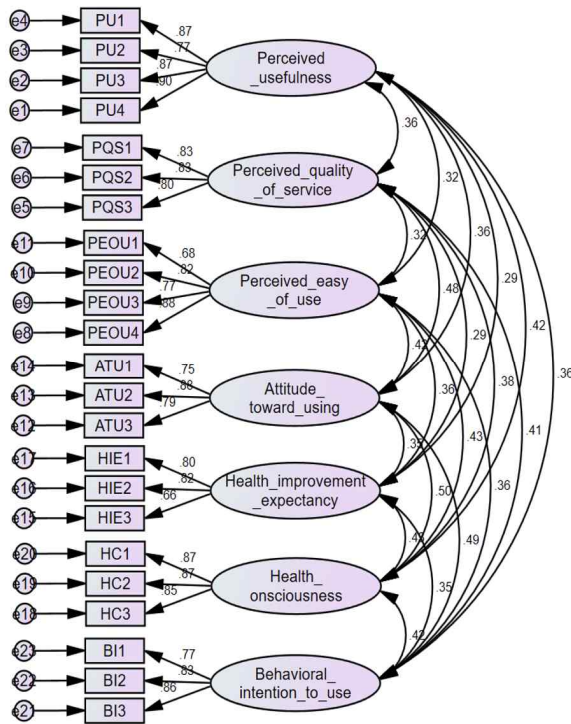 e4 PU1 .87
e3 PU2 .77
e2 PU3 .87
e1 PU4 .90
Perceived
_usefulness
e7 PQS1 .83
e6 PQS2 .83
e5 PQS3 .80
Perceived_quality
_of_service
e11 PEOU1 .68
e10 PEOU2 .82
e9 PEOU3 .77
e8 PEOU4 .88
Perceived_easy
_of_use
e14 ATU1 .75
e13 ATU2 .88
e12 ATU3 .79
Attitude_
toward_using
e17 HIE1 .80
e16 HIE2 .82
e15 HIE3 .66
Health_improvement
_expectancy
e20 HC1 .87
e19 HC2 .87
e18 HC3 .85
Health_
onsciousness
e23 BI1 .77
e22 BI2 .83
e21 BI3 .86
Behavioral_
intention_to_use
.36
.32
.36
.29
.42
.36
.32
.48
.29
.38
.41
.42
.36
.43
.36
.35
.50
.49
.35
.42